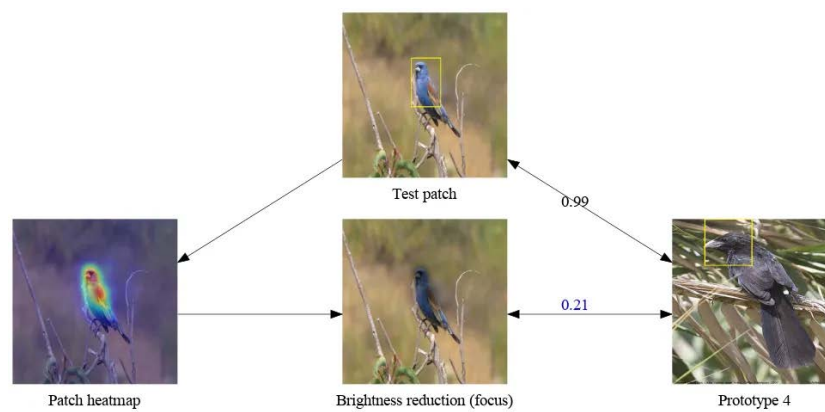 Test patch
0.99
0.21
Patch heatmap
Brightness reduction (focus)
Prototype 4